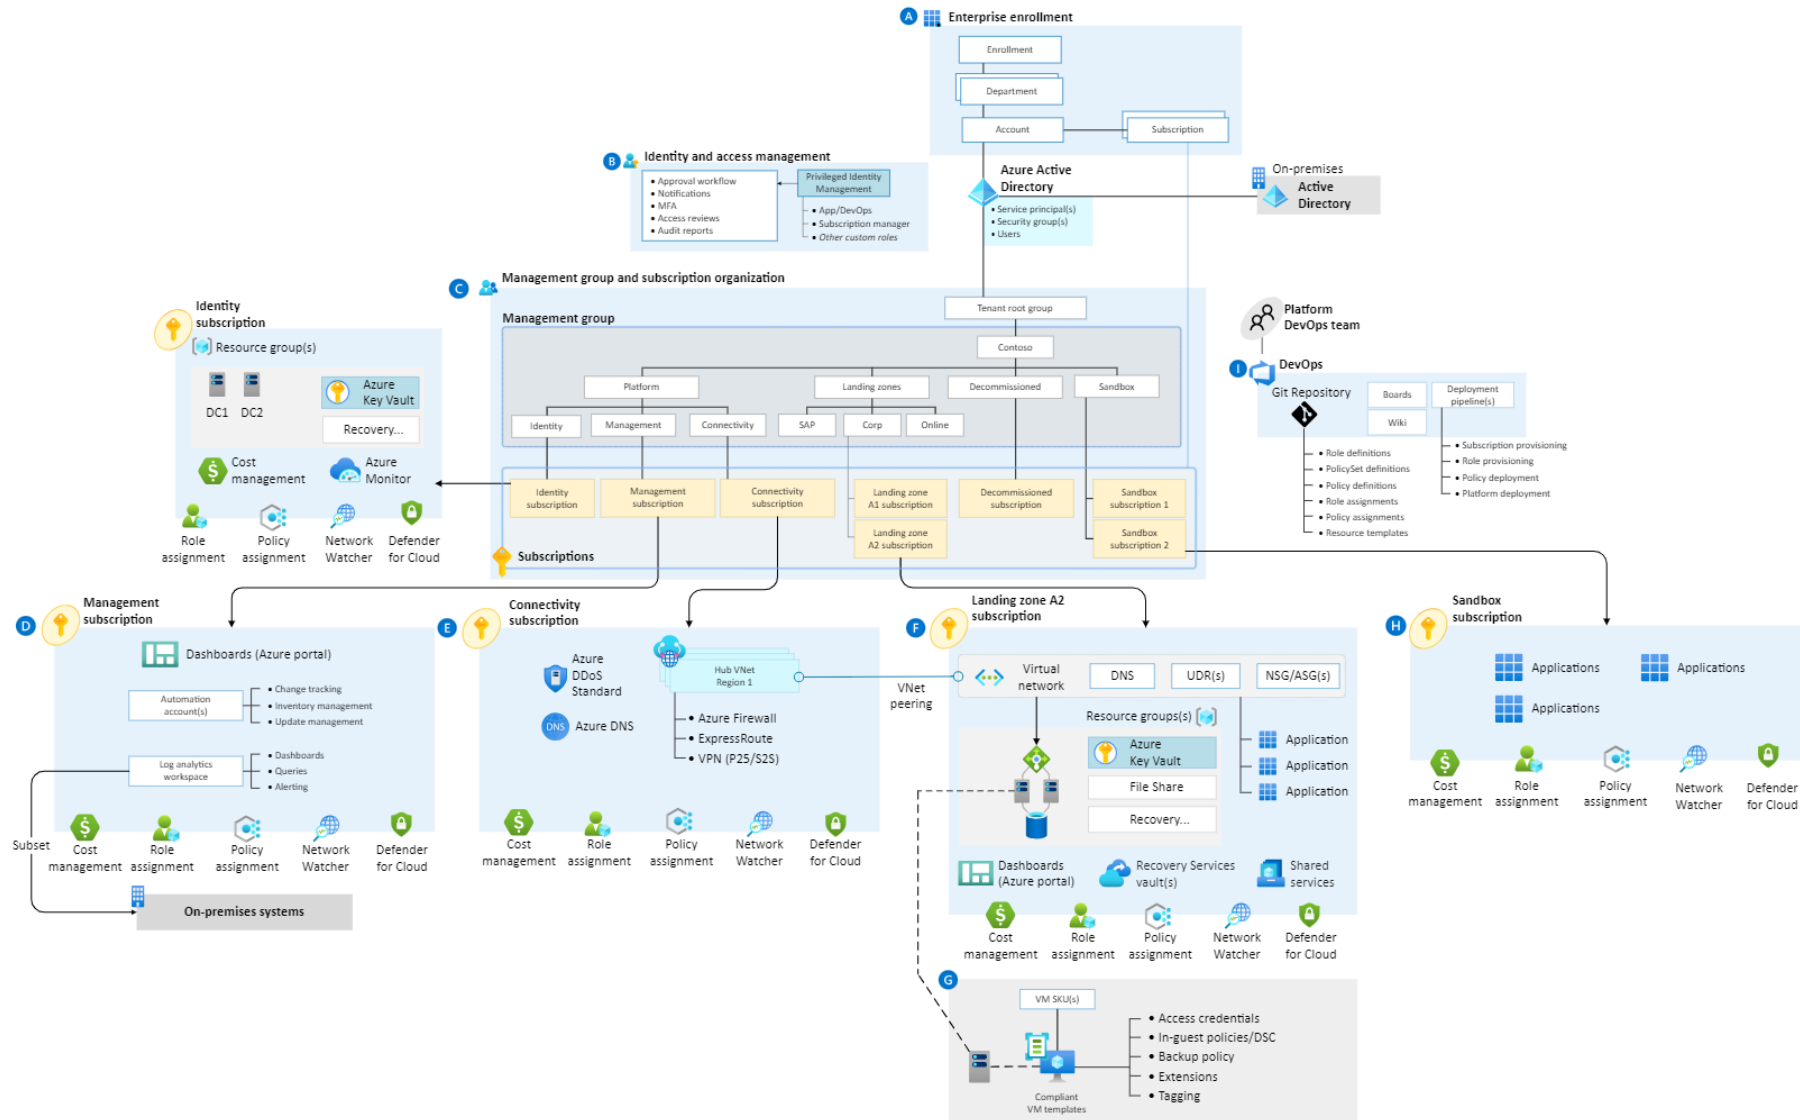 A
Enterprise enrollment
Enrollment
Department
Account
Subscription
B
Identity and access management
• Approval workflow
• Notifications
• MFA
• Access reviews
• Audit reports
Privileged Identity
Management
• App/DevOps
• Subscription manager
• Other custom roles
Azure Active
Directory
• Service principal(s)
• Security group(s)
• Users
On-premises
Active
Directory
C
Management group and subscription organization
Tenant root group
Management group
Contoso
Platform
Landing zones
Decommissioned
Sandbox
Identity
Management
Connectivity
SAP
Corp
Online
Identity
subscription
Management
subscription
Connectivity
subscription
Landing zone
A1 subscription
Landing zone
A2 subscription
Decommissioned
subscription
Sandbox
subscription 1
Sandbox
subscription 2
Subscriptions
Identity
subscription
Resource group(s)
DC1
DC2
Azure
Key Vault
Recovery...
Cost
management
Azure
Monitor
Role
assignment
Policy
assignment
Network
Watcher
Defender
for Cloud
Platform
DevOps team
I
DevOps
Git Repository
Boards
Wiki
Deployment
pipeline(s)
• Role definitions
• PolicySet definitions
• Policy definitions
• Role assignments
• Policy assignments
• Resource templates
• Subscription provisioning
• Role provisioning
• Policy deployment
• Platform deployment
D
Management
subscription
Dashboards (Azure portal)
Automation
account(s)
• Change tracking
• Inventory management
• Update management
Log analytics
workspace
• Dashboards
• Queries
• Alerting
Subset
Cost
management
Role
assignment
Policy
assignment
Network
Watcher
Defender
for Cloud
On-premises systems
E
Connectivity
subscription
Azure
DDoS
Standard
DNS
Azure DNS
Hub VNet
Region 1
• Azure Firewall
• ExpressRoute
• VPN (P2S/S2S)
VNet
peering
Cost
management
Role
assignment
Policy
assignment
Network
Watcher
Defender
for Cloud
F
Landing zone A2
subscription
Virtual
network
DNS
UDR(s)
NSG/ASG(s)
Resource groups(s)
Azure
Key Vault
File Share
Recovery...
Application
Application
Application
Dashboards
(Azure portal)
Recovery Services
vault(s)
Shared
services
Cost
management
Role
assignment
Policy
assignment
Network
Watcher
Defender
for Cloud
G
VM SKU(s)
Compliant
VM templates
• Access credentials
• In-guest policies/DSC
• Backup policy
• Extensions
• Tagging
H
Sandbox
subscription
Applications
Applications
Applications
Cost
management
Role
assignment
Policy
assignment
Network
Watcher
Defender
for Cloud